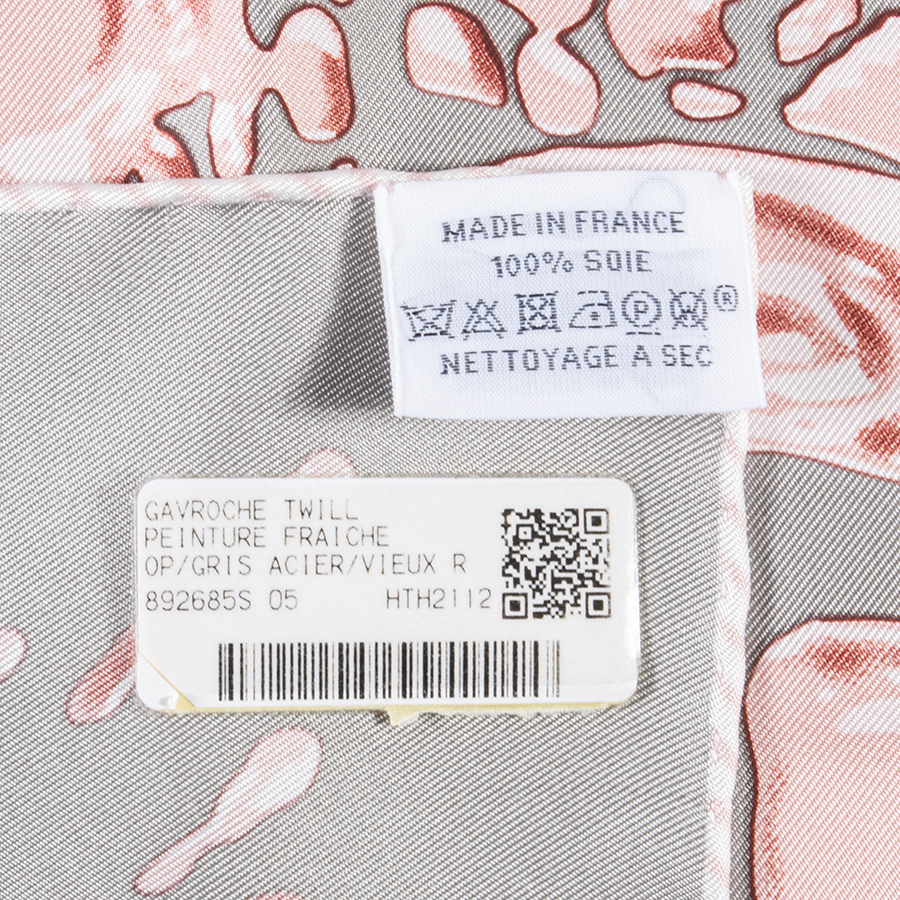 MADE IN FRANCE
100% SOIE
®
NETTOYAGE A SEC
GAVROCHE TWILL
PEINTURE FRAICHE
OP/GRIS ACIER/VIEUX R
892685S 05 HTH2112